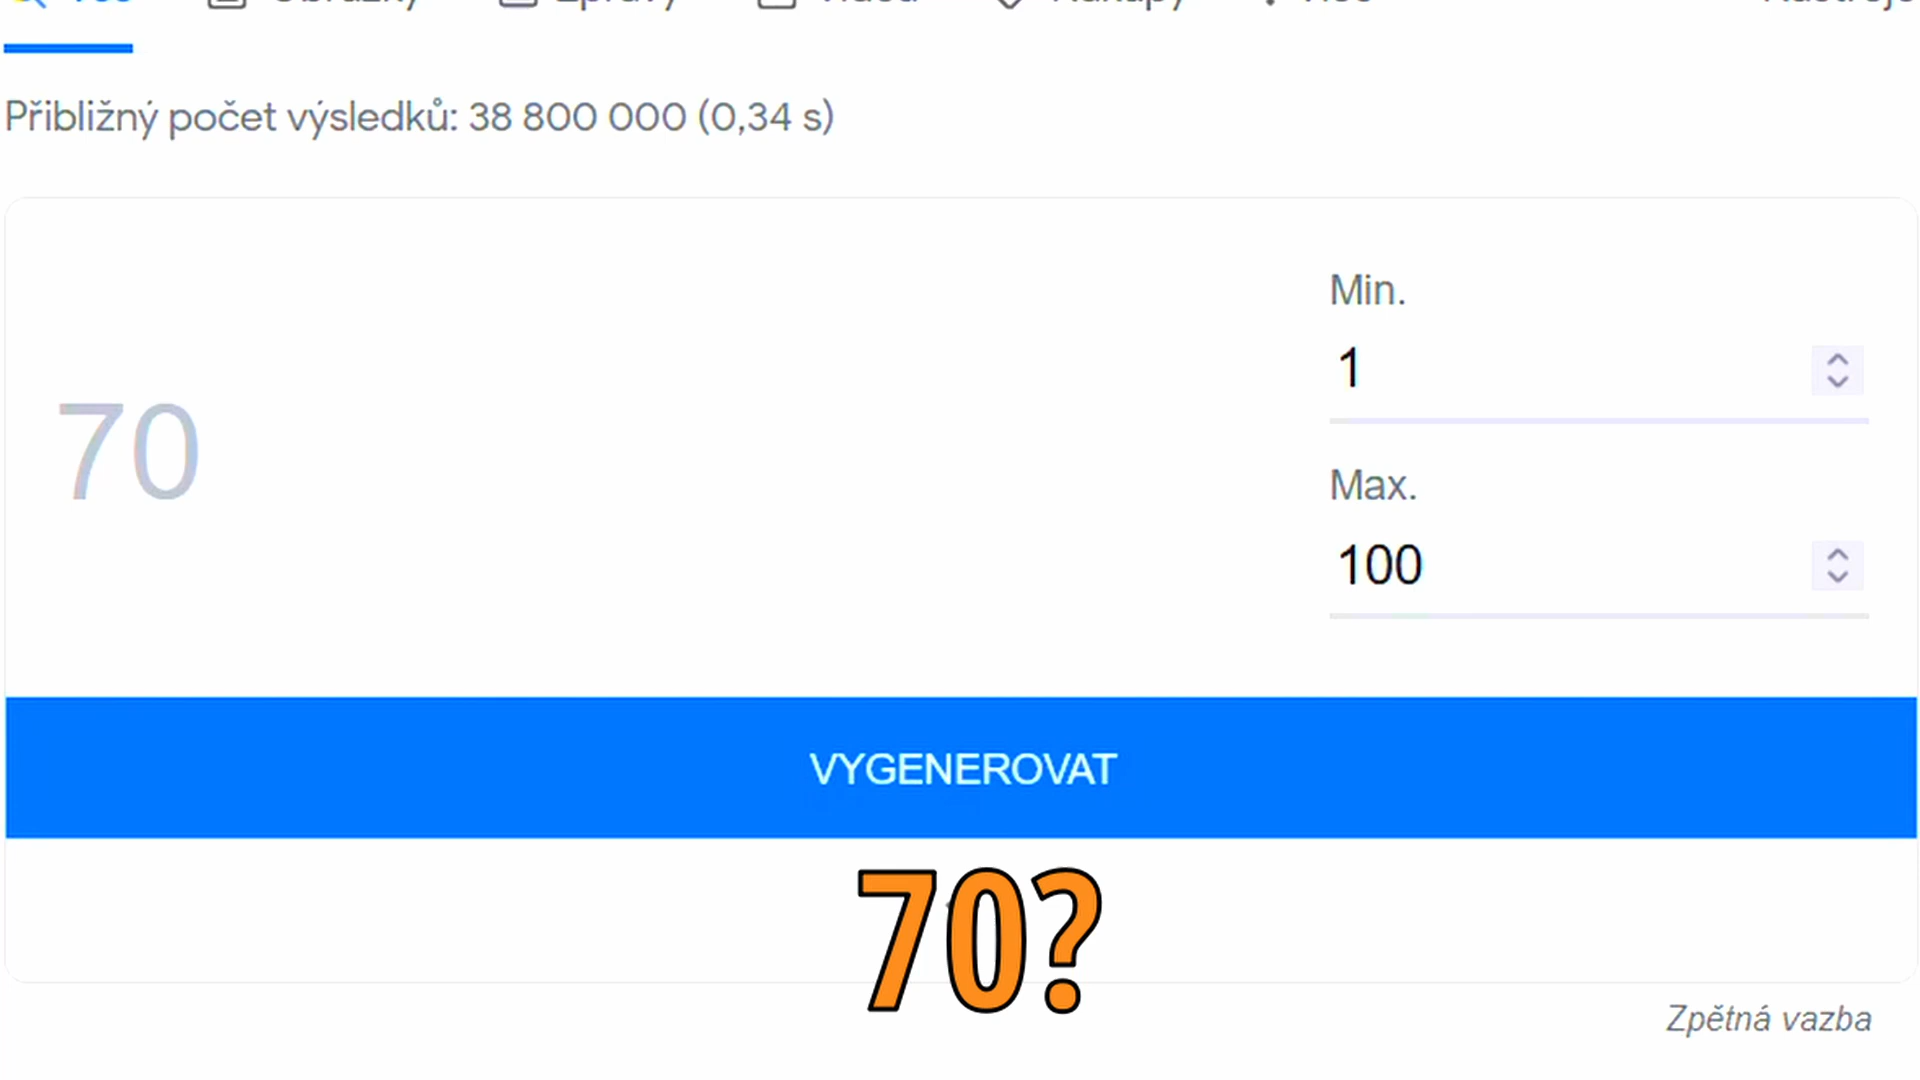 Přibližný počet výsledků: 38 800 000 (0,34 s)
Min.
1
70
Max.
100
VYGENEROVAT
70?
Zpětná vazba